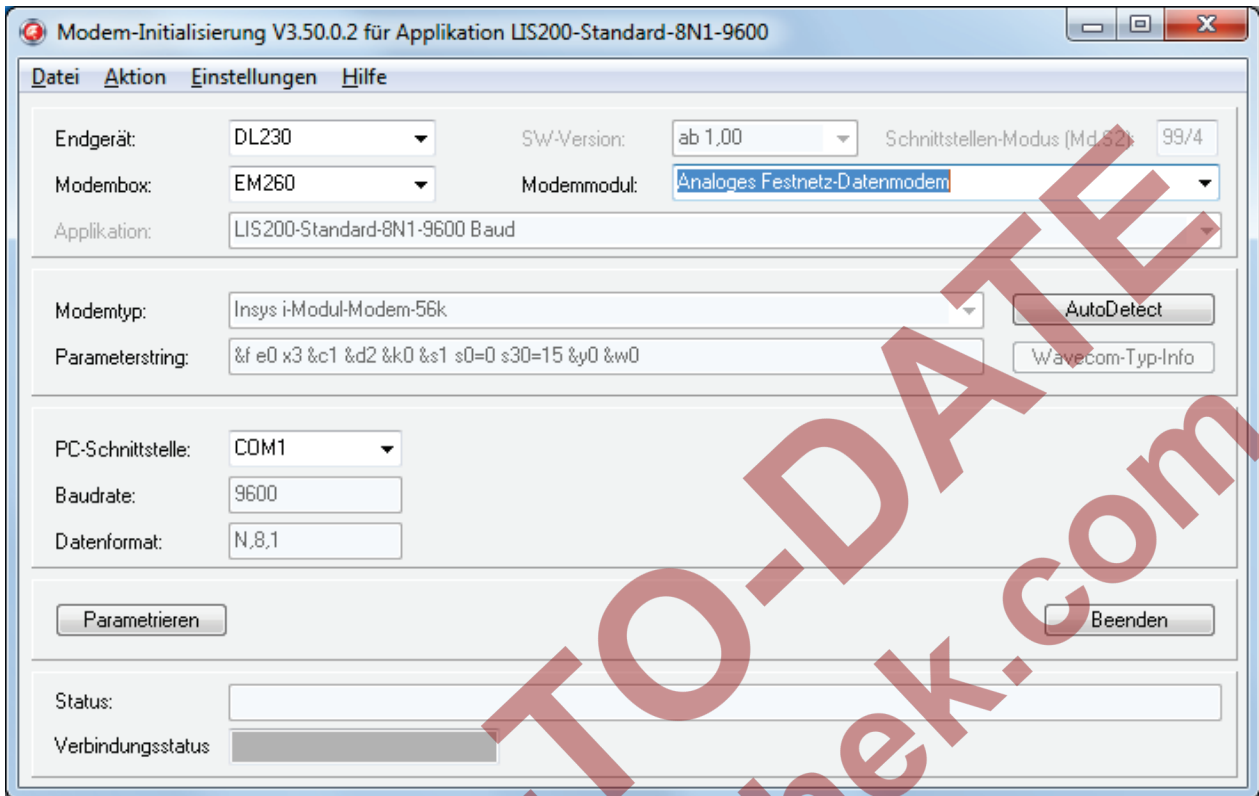 Modem-Initialisierung V3.50.0.2 für Applikation LIS200-Standard-8N1-9600
Datei Aktion Einstellungen Hilfe
Endgerät: DL230 SW-Version: ab 1,00 Schnittstellen-Modus (Md.S2): 99/4
Modembox: EM260 Modemmodul: Analoges Festnetz-Datenmodem
Applikation: LIS200-Standard-8N1-9600 Baud
Modemtyp: Insys i-Modul-Modem-56k AutoDetect
Parameterstring: &f e0 x3 &c1 &d2 &k0 &s1 s0=0 s30=15 &y0 &w0 Wavecom-Typ-Info
PC-Schnittstelle: COM1
Baudrate: 9600
Datenformat: N,8,1
Parametrieren Beenden
Status:
Verbindungsstatus
TO-DATE
hek.com